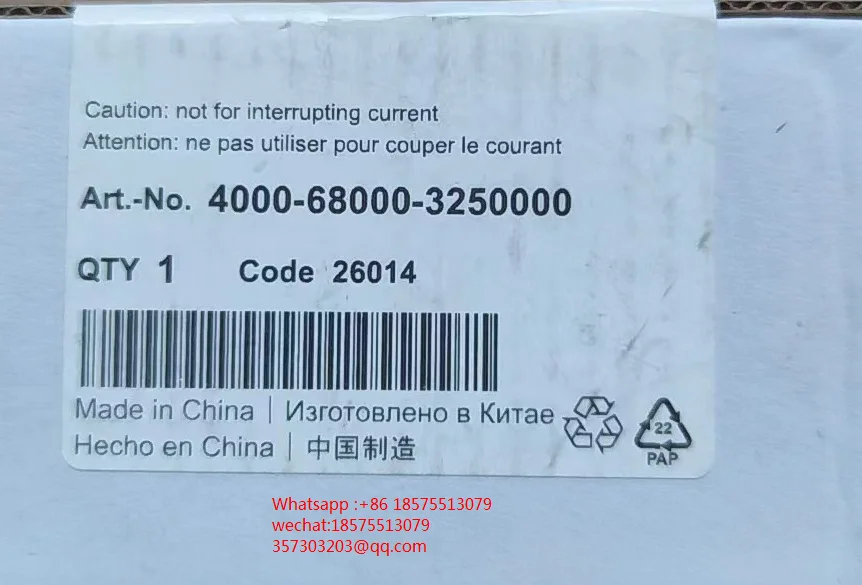 Caution: not for interrupting current
Attention: ne pas utiliser pour couper le courant
Art.-No. 4000-68000-3250000
QTY 1 Code 26014
Made in China | Изготовлено в Китае
Hecho en China | 中国制造
22
PAP
Whatsapp :+86 18575513079
wechat:18575513079
357303203@qq.com